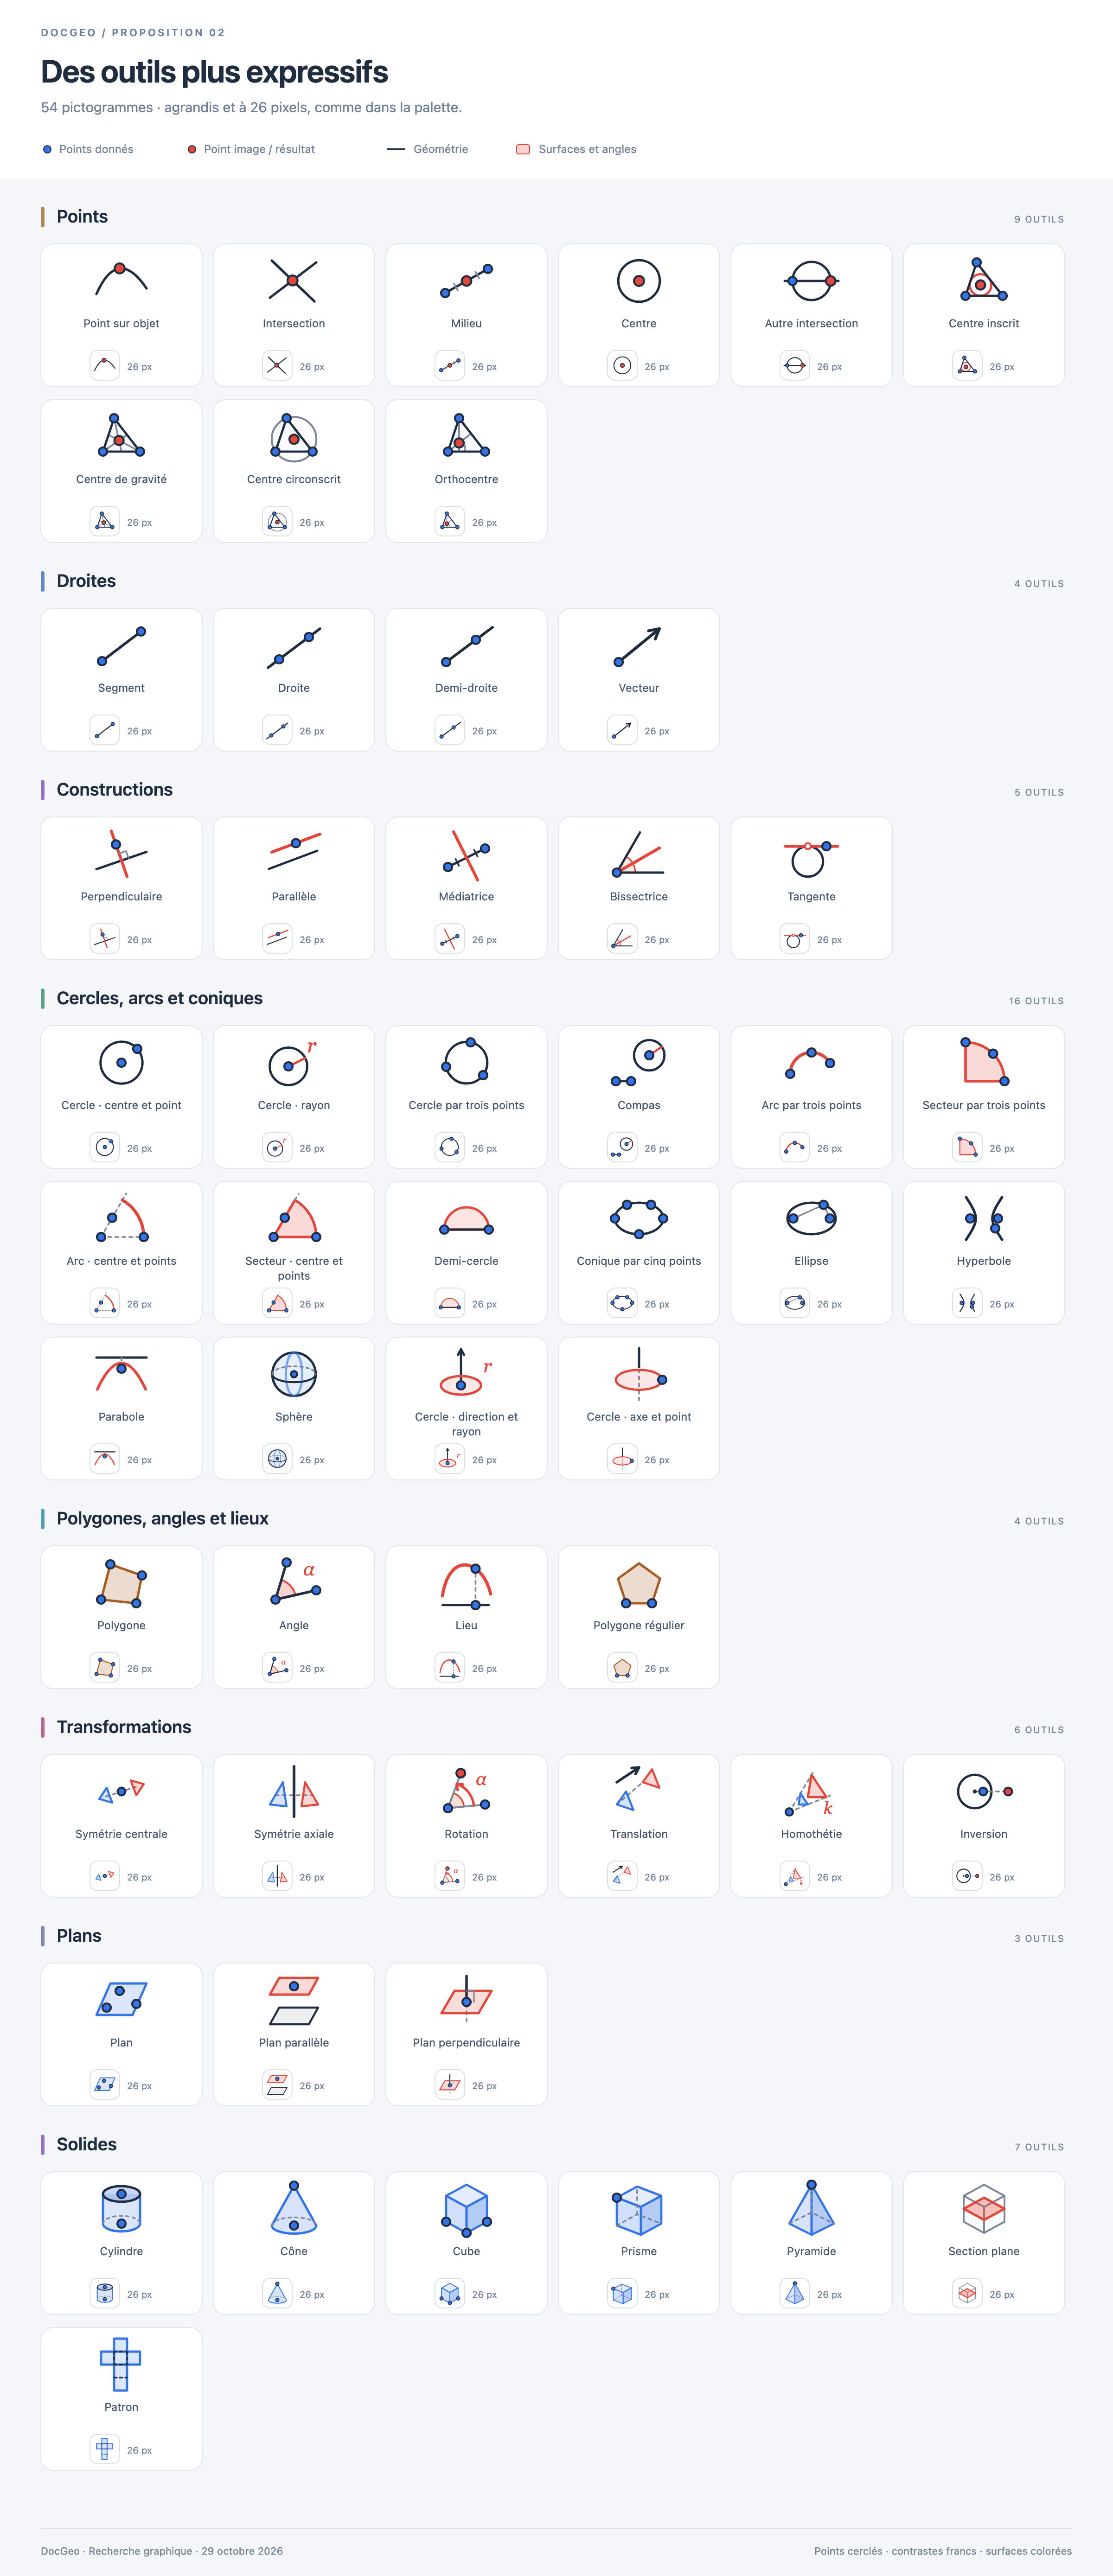 DOCGEO / PROPOSITION 02
Des outils plus expressifs
54 pictogrammes · agrandis et à 26 pixels, comme dans la palette.
Points donnés Point image / résultat Géométrie Surfaces et angles
Points 9 OUTILS
Point sur objet Intersection Milieu Centre Autre intersection Centre inscrit
26 px 26 px 26 px 26 px 26 px 26 px
Centre de gravité Centre circonscrit Orthocentre
26 px 26 px 26 px
Droites 4 OUTILS
Segment Droite Demi-droite Vecteur
26 px 26 px 26 px 26 px
Constructions 5 OUTILS
Perpendiculaire Parallèle Médiatrice Bissectrice Tangente
26 px 26 px 26 px 26 px 26 px
Cercles, arcs et coniques 16 OUTILS
r
Cercle · centre et point Cercle · rayon Cercle par trois points Compas Arc par trois points Secteur par trois points
r
26 px 26 px 26 px 26 px 26 px 26 px
Arc · centre et points Secteur · centre et points Demi-cercle Conique par cinq points Ellipse Hyperbole
26 px 26 px 26 px 26 px 26 px 26 px
r
Parabole Sphère Cercle · direction et rayon Cercle · axe et point
r
26 px 26 px 26 px 26 px
Polygones, angles et lieux 4 OUTILS
α
Polygone Angle Lieu Polygone régulier
α
26 px 26 px 26 px 26 px
Transformations 6 OUTILS
α k
Symétrie centrale Symétrie axiale Rotation Translation Homothétie Inversion
α k
26 px 26 px 26 px 26 px 26 px 26 px
Plans 3 OUTILS
Plan Plan parallèle Plan perpendiculaire
26 px 26 px 26 px
Solides 7 OUTILS
Cylindre Cône Cube Prisme Pyramide Section plane
26 px 26 px 26 px 26 px 26 px 26 px
Patron
26 px
DocGeo · Recherche graphique · 29 octobre 2026 Points cerclés · contrastes francs · surfaces colorées